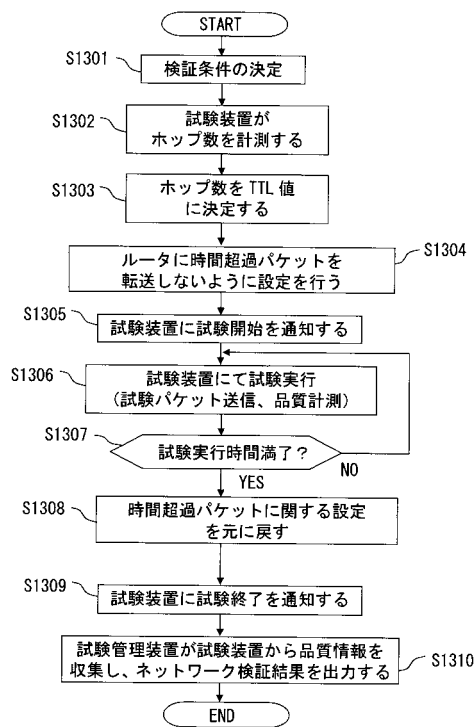 START
S1301
検証条件の決定
S1302
試験装置が
ホップ数を計測する
S1303
ホップ数を TTL 値
に決定する
S1304
ルータに時間超過パケットを
転送しないように設定を行う
S1305
試験装置に試験開始を通知する
S1306
試験装置にて試験実行
(試験パケット送信、品質計測)
S1307
試験実行時間満了?
NO
YES
S1308
時間超過パケットに関する設定
を元に戻す
S1309
試験装置に試験終了を通知する
試験管理装置が試験装置から品質情報を
収集し、ネットワーク検証結果を出力する
S1310
END